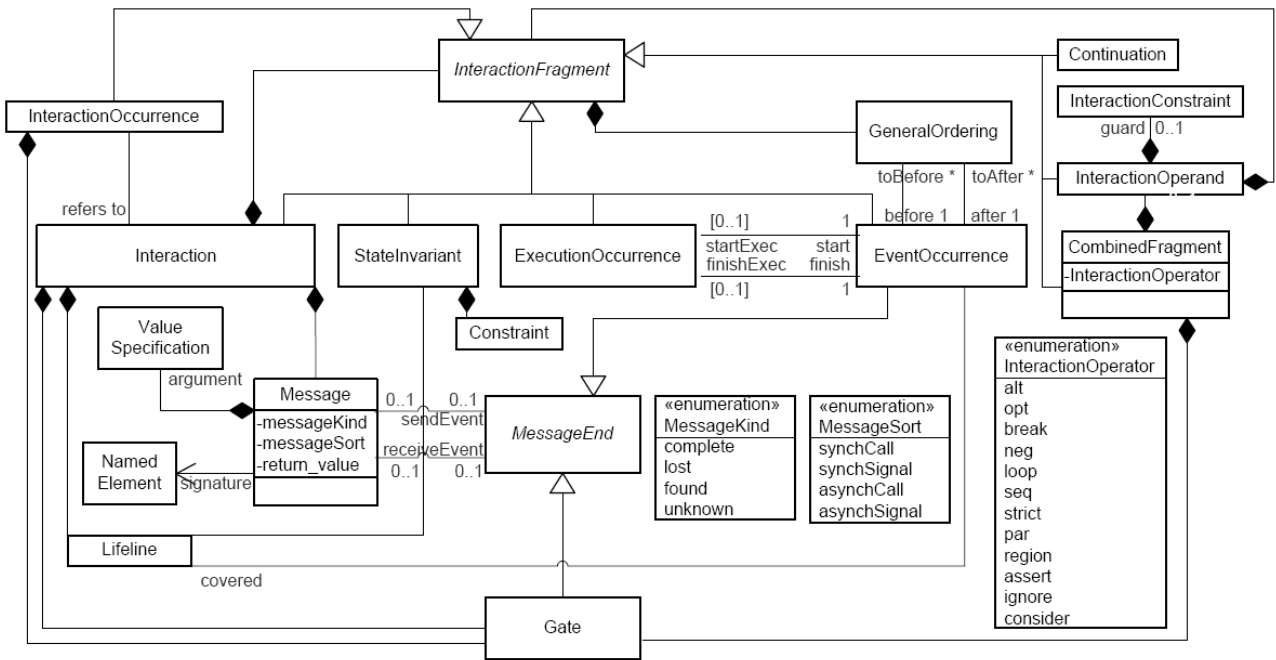 InteractionFragment
Continuation
InteractionOccurrence
InteractionConstraint
guard 0..1
GeneralOrdering
InteractionOperand
toBefore *
toAfter *
refers to
before 1
after 1
[0..1]
1
Interaction
StateInvariant
ExecutionOccurrence
startExec
start
finishExec
finish
[0..1]
1
EventOccurrence
CombinedFragment
-InteractionOperator
Value
Specification
Constraint
argument
Message
-messageKind
-messageSort
-return_value
0..1
0..1
sendEvent
receiveEvent
0..1
0..1
MessageEnd
«enumeration»
MessageKind
complete
lost
found
unknown
«enumeration»
MessageSort
synchCall
synchSignal
asynchCall
asynchSignal
«enumeration»
InteractionOperator
alt
opt
break
neg
loop
seq
strict
par
region
assert
ignore
consider
Named
Element
signature
Lifeline
covered
Gate